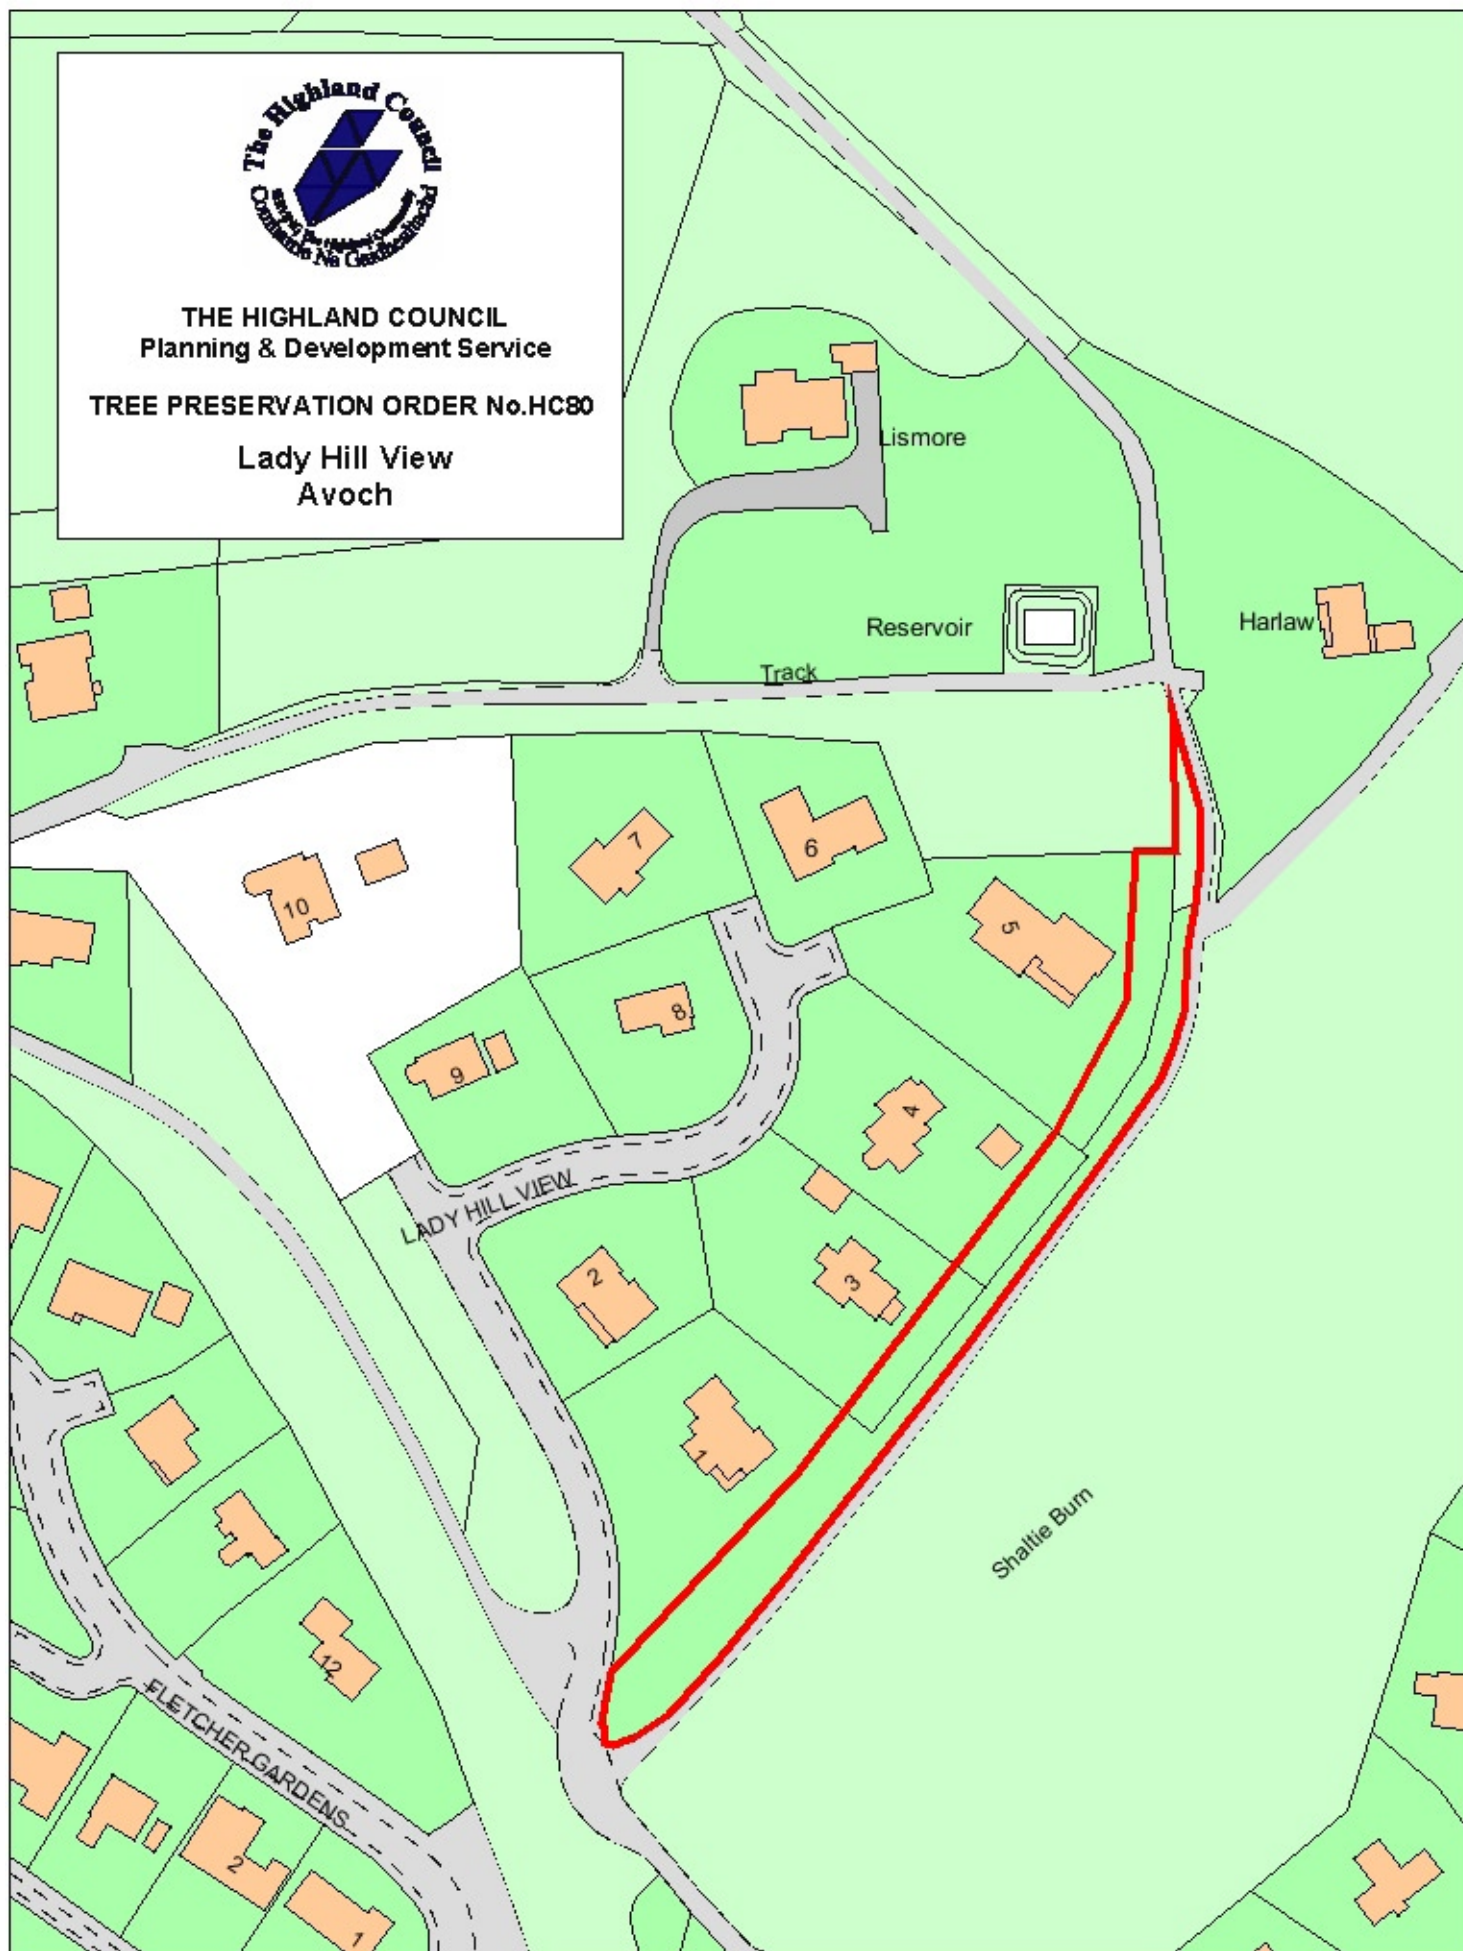 The Highland Council
Comhairle Na Gaidhealtachd
THE HIGHLAND COUNCIL
Planning & Development Service
TREE PRESERVATION ORDER No.HC80
Lady Hill View
Avoch
Lismore
Reservoir
Harlaw
Track
7
6
10
5
8
9
4
LADY HILL VIEW
2
3
1
Shaltie Burn
12
FLETCHER GARDENS
2
1